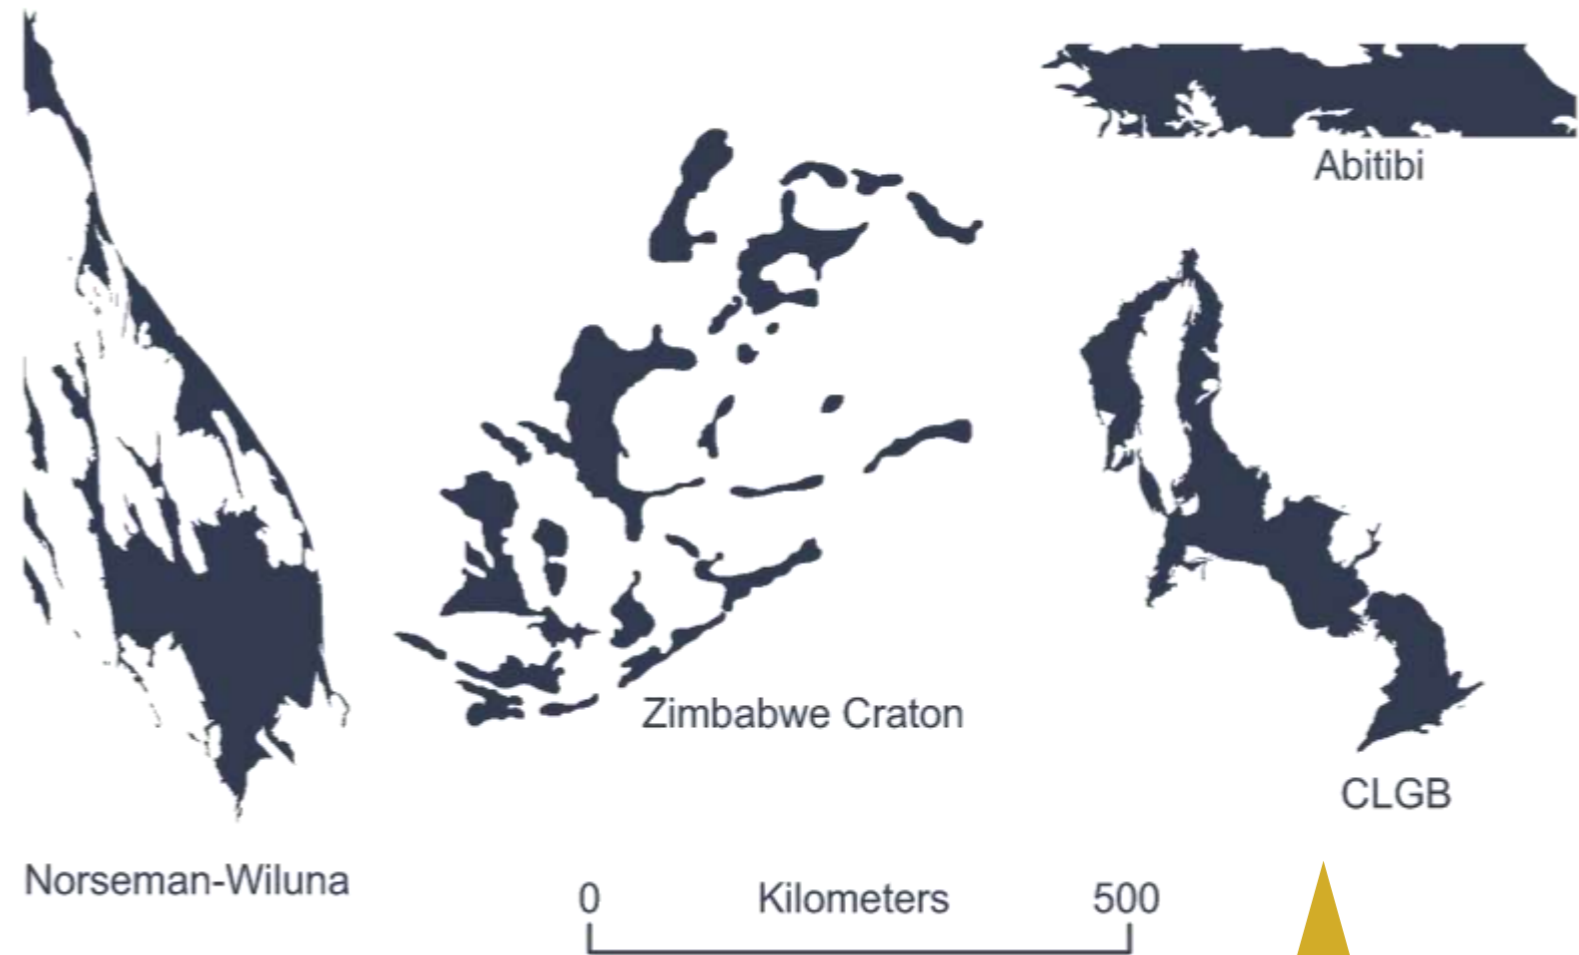 Abitibi
Zimbabwe Craton
CLGB
Norseman-Wiluna
0 Kilometers 500